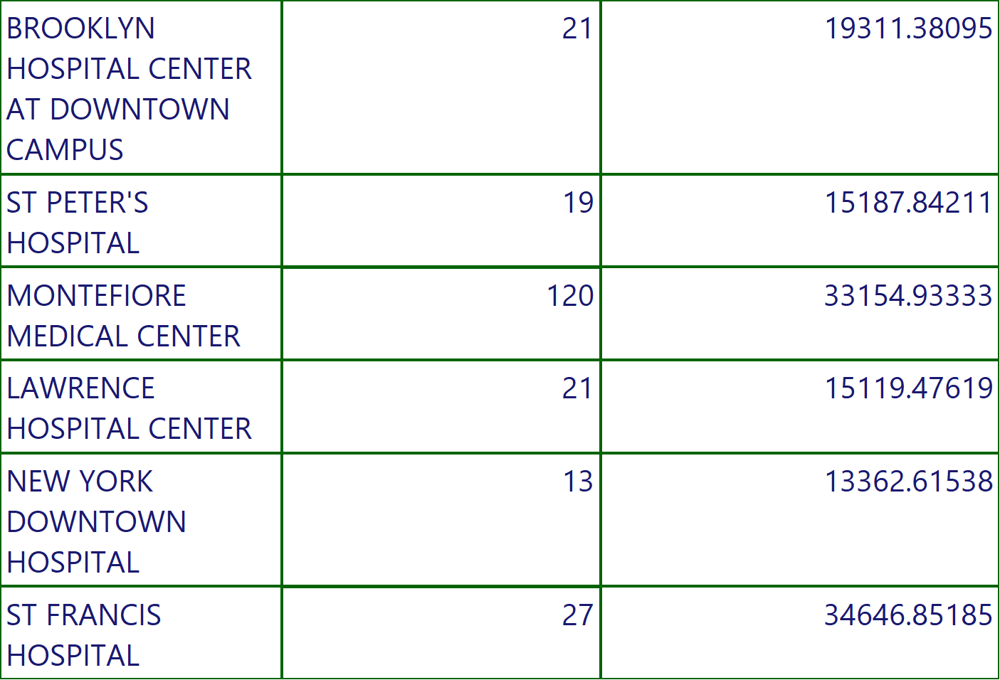 BROOKLYN 21 19311.38095
HOSPITAL CENTER
AT DOWNTOWN
CAMPUS
ST PETER'S 19 15187.84211
HOSPITAL
MONTEFIORE 120 33154.93333
MEDICAL CENTER
LAWRENCE 21 15119.47619
HOSPITAL CENTER
NEW YORK 13 13362.61538
DOWNTOWN
HOSPITAL
ST FRANCIS 27 34646.85185
HOSPITAL